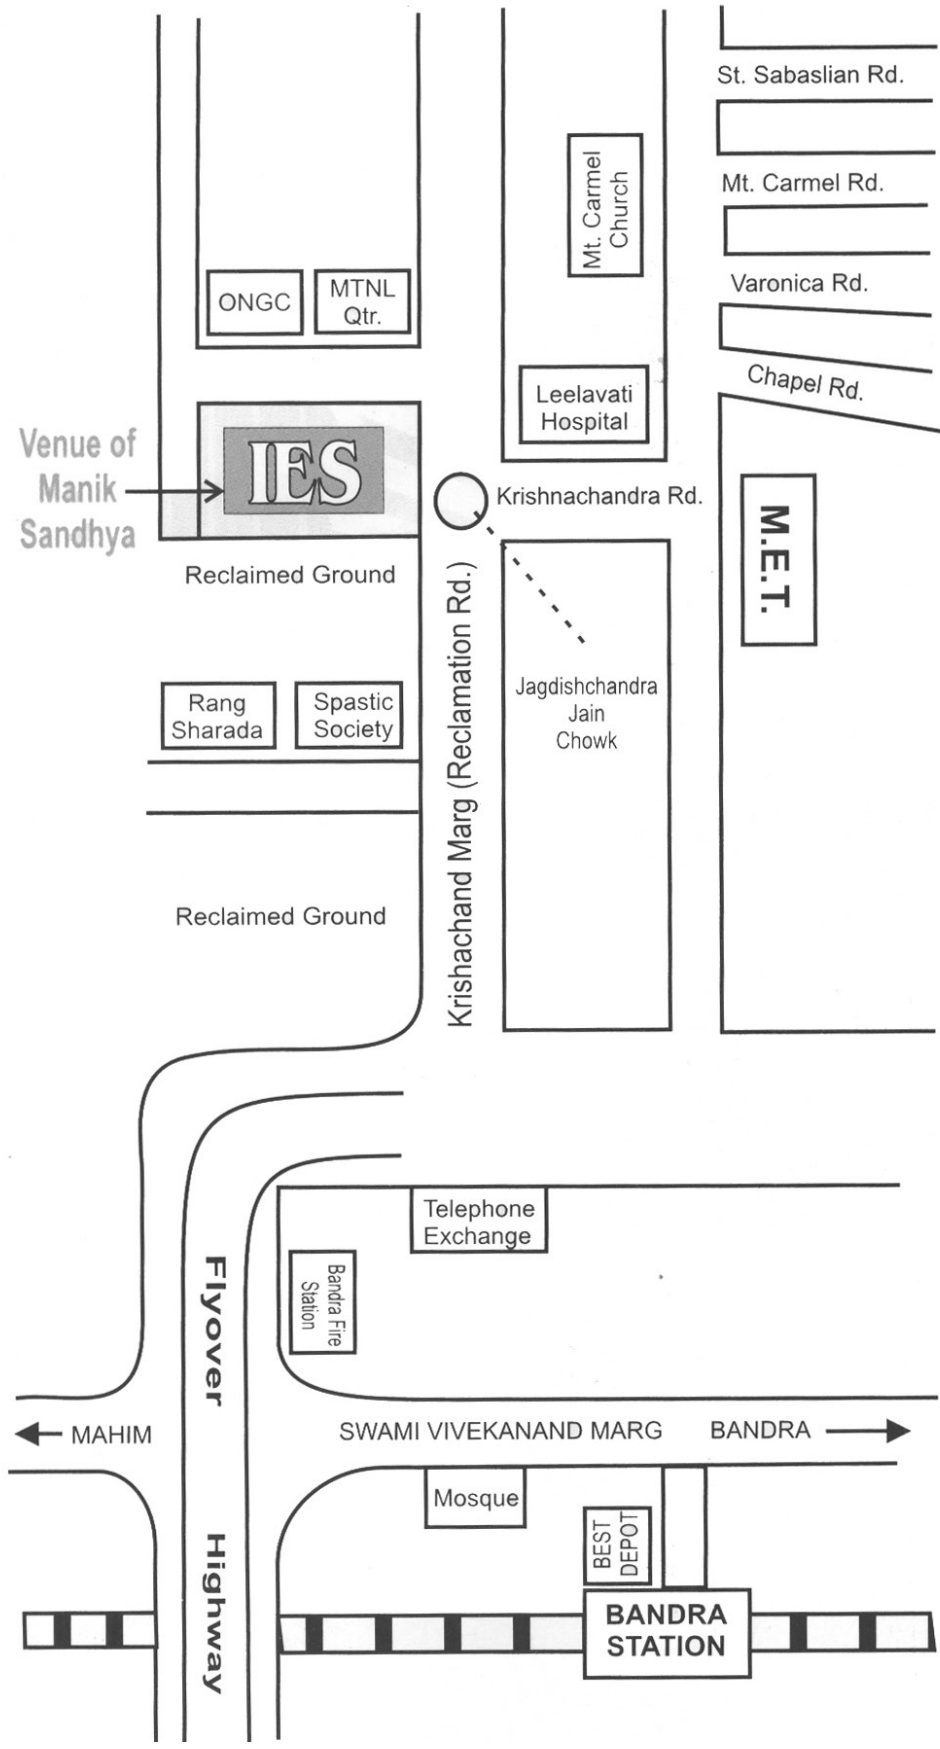 St. Sabaslian Rd.
Mt. Carmel
Church
Mt. Carmel Rd.
ONGC
MTNL
Qtr.
Varonica Rd.
Chapel Rd.
Leelavati
Hospital
Venue of
Manik
Sandhya
IES
Krishnachandra Rd.
M.E.T.
Reclaimed Ground
Krishachand Marg (Reclamation Rd.)
Rang
Sharada
Spastic
Society
Jagdishchandra
Jain
Chowk
Reclaimed Ground
Telephone
Exchange
Bandra Fire
Station
Flyover
MAHIM
SWAMI VIVEKANAND MARG
BANDRA
Mosque
BEST
DEPOT
Highway
BANDRA
STATION